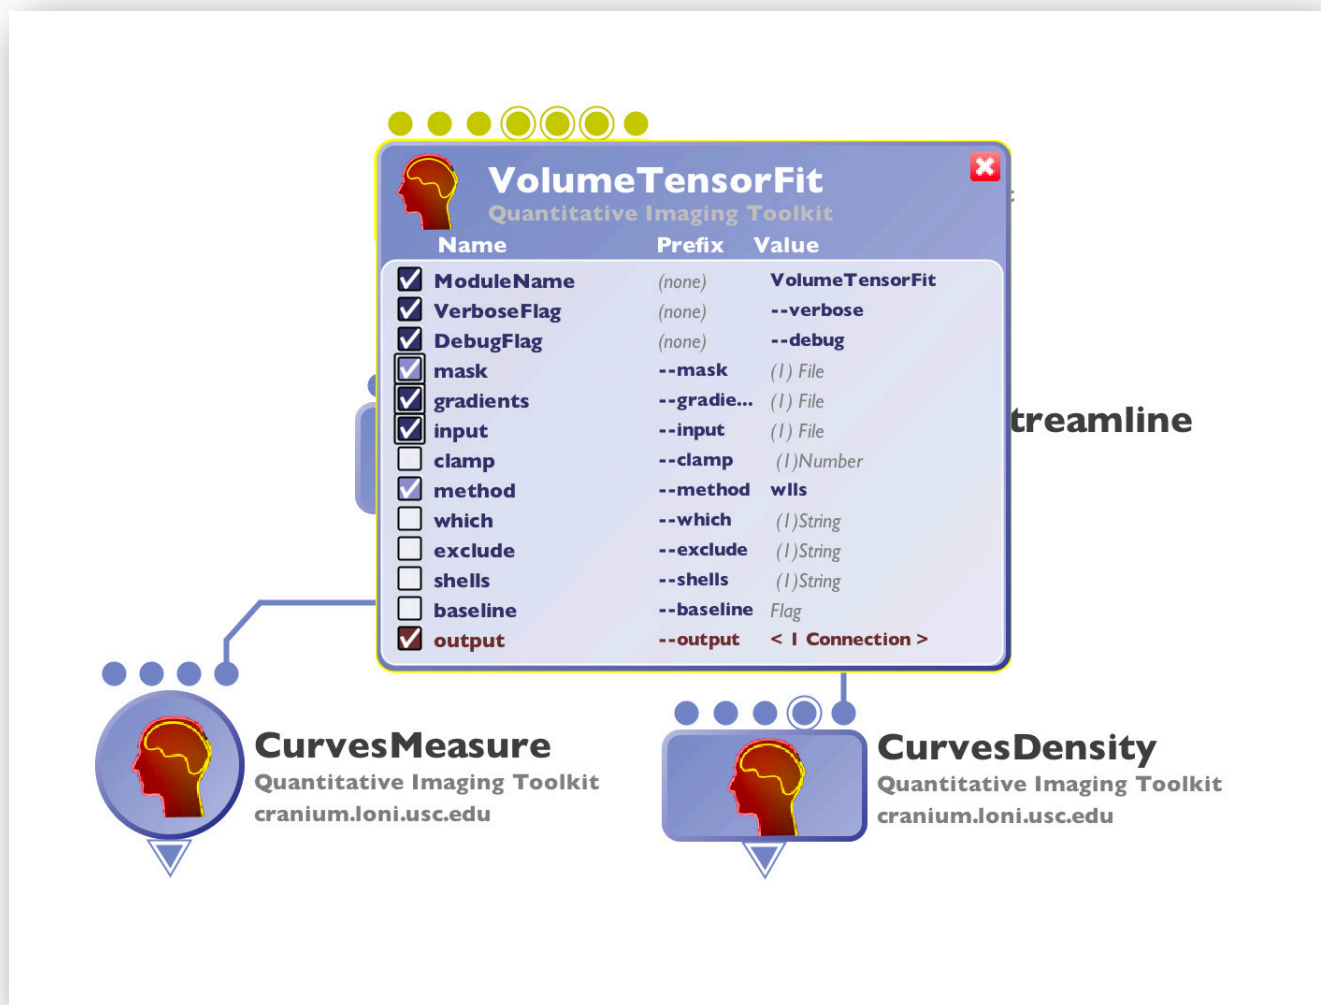 VolumeTensorFit
Quantitative Imaging Toolkit
Name Prefix Value
ModuleName (none) VolumeTensorFit
VerboseFlag (none) --verbose
DebugFlag (none) --debug
mask --mask (1) File
gradients --gradie... (1) File
input --input (1) File
clamp --clamp (1)Number
method --method wlls
which --which (1)String
exclude --exclude (1)String
shells --shells (1)String
baseline --baseline Flag
output --output < 1 Connection >
treamline
CurvesMeasure
Quantitative Imaging Toolkit
cranium.loni.usc.edu
CurvesDensity
Quantitative Imaging Toolkit
cranium.loni.usc.edu